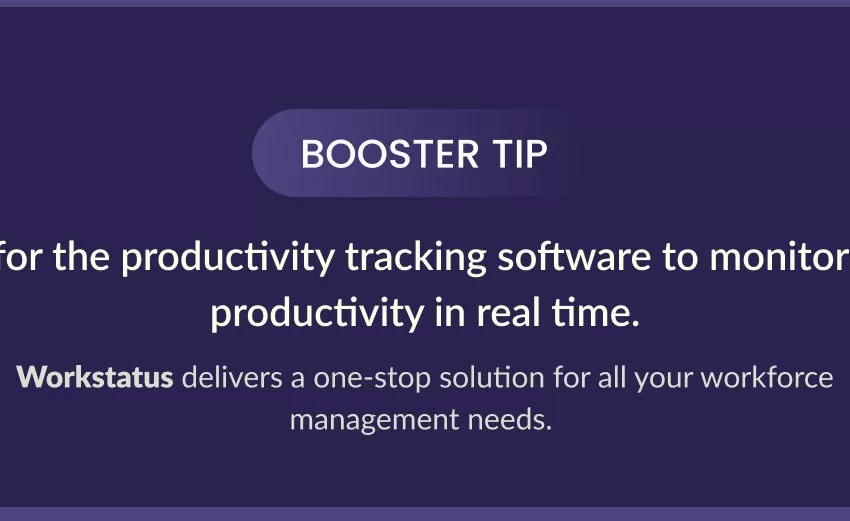 BOOSTER TIP
for the productivity tracking software to monitor
productivity in real time.
Workstatus delivers a one-stop solution for all your workforce
management needs.